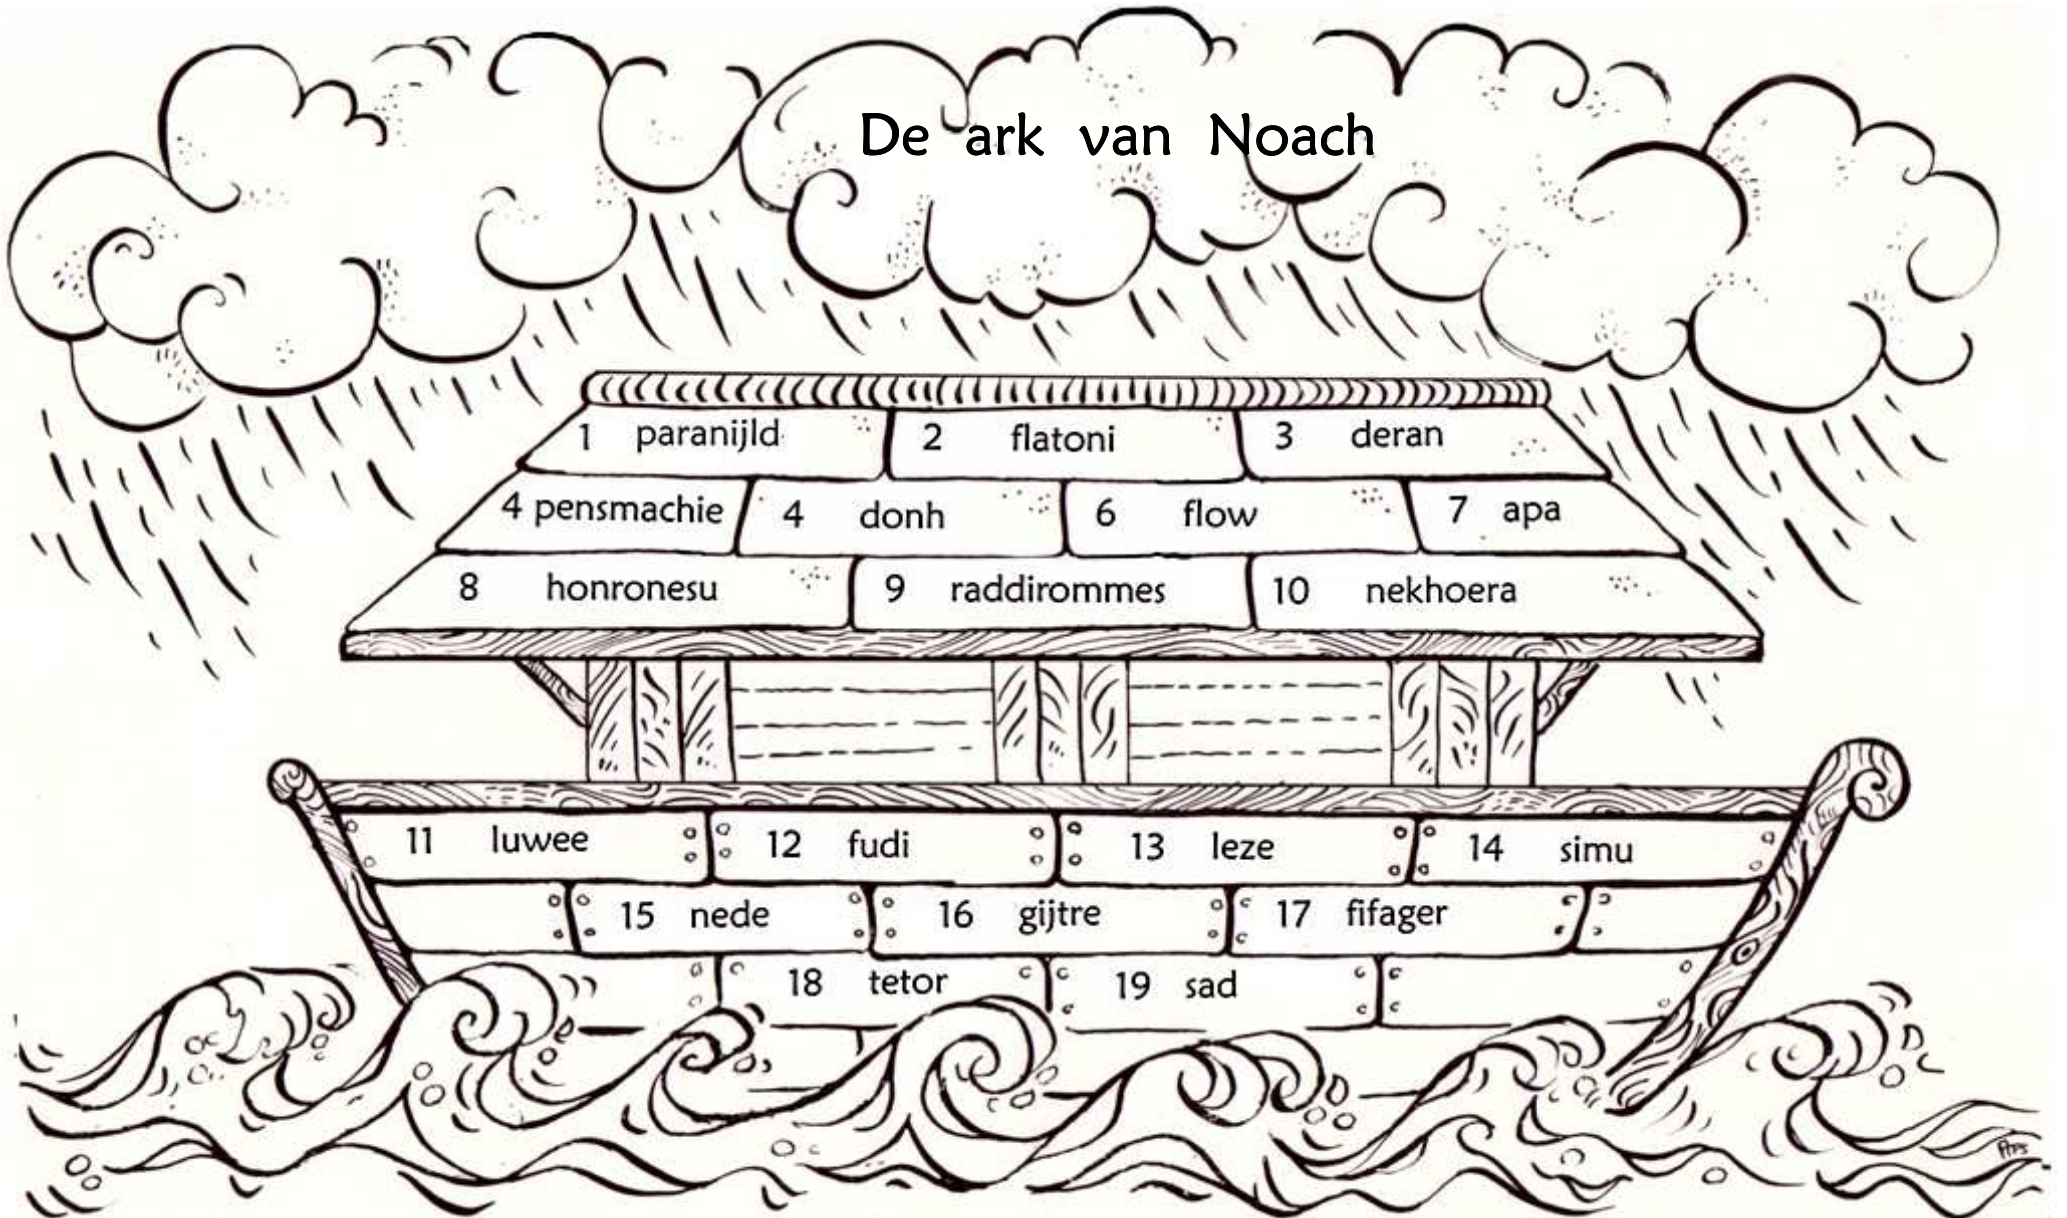 De ark van Noach
1 paranijld 2 flatoni 3 deran
4 pensmachie 4 donh 6 flow 7 apa
8 honronesu 9 raddirommes 10 nekhoera
11 luwee 12 fudi 13 leze 14 simu
15 nede 16 gijtre 17 fifager
18 tetor 19 sad